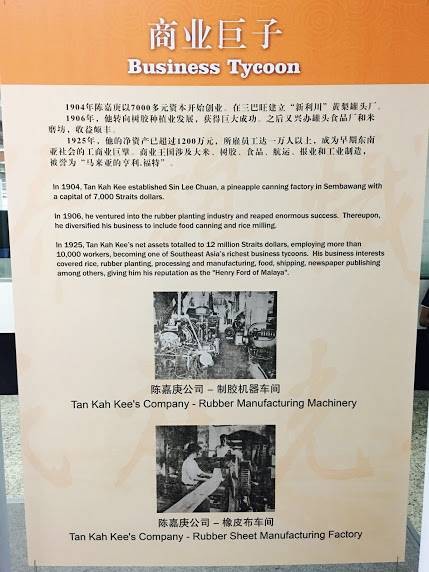 商业巨子
Business Tycoon
1904年陈嘉庚以7000多元资本开始创业。在三巴旺建立“新利川”黄梨罐头厂。
1906年，他转向树胶种植业发展，获得巨大成功。之后又兴办罐头食品厂和米
磨坊，收益颇丰。
1925年，他的净资产已超过1200万元，所雇员工达一万人以上，成为早期东南
亚社会的工商业巨擘。商业王国涉及大米、树胶、食品、航运、报业和工业制造，
被誉为“马来亚的亨利.福特”。
In 1904, Tan Kah Kee established Sin Lee Chuan, a pineapple canning factory in Sembawang with
a capital of 7,000 Straits dollars.
In 1906, he ventured into the rubber planting industry and reaped enormous success. Thereupon,
he diversified his business to include food canning and rice milling.
In 1925, Tan Kah Kee's net assets totalled to 12 million Straits dollars, employing more than
10,000 workers, becoming one of Southeast Asia's richest business tycoons. His business interests
covered rice, rubber planting, processing and manufacturing, food, shipping, newspaper publishing
among others, giving him his reputation as the "Henry Ford of Malaya".
陈嘉庚公司 – 制胶机器车间
Tan Kah Kee's Company - Rubber Manufacturing Machinery
陈嘉庚公司 – 橡皮布车间
Tan Kah Kee's Company - Rubber Sheet Manufacturing Factory